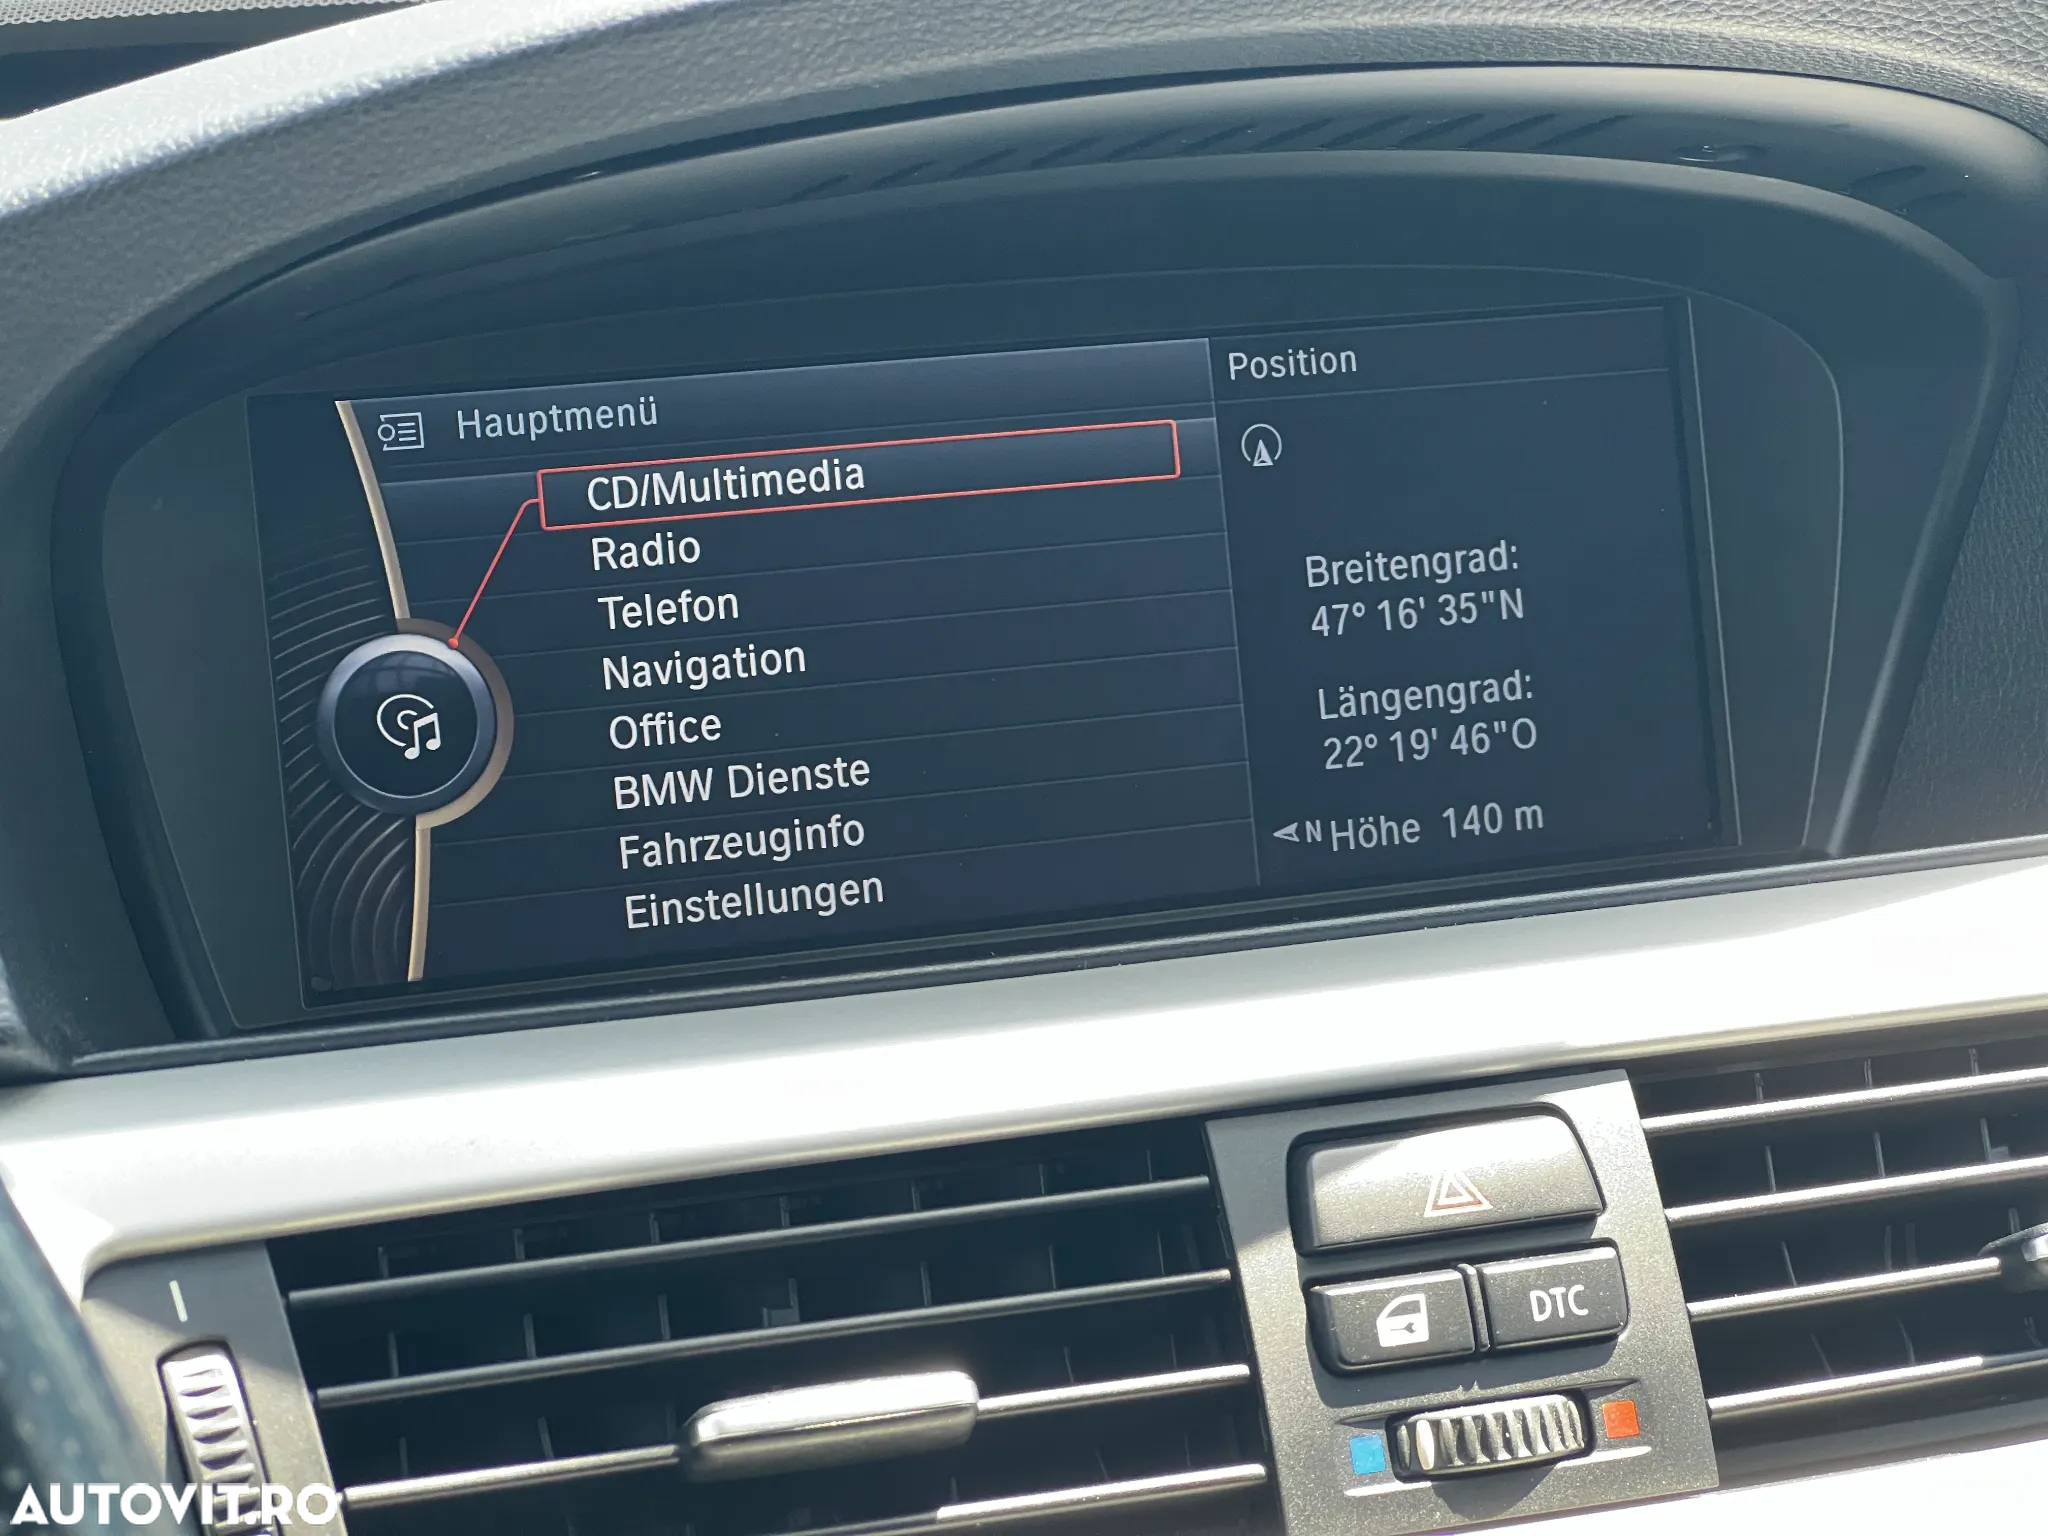 Hauptmenü
CD/Multimedia
Radio
Telefon
Navigation
Office
BMW Dienste
Fahrzeuginfo
Einstellungen
Position
Breitengrad:
47° 16' 35"N
Längengrad:
22° 19' 46"O
N Höhe 140 m
DTC
AUTOVIT.RO